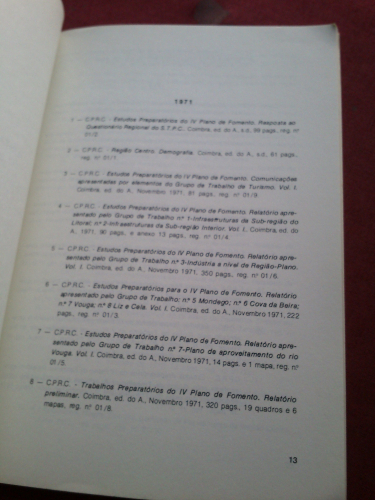 1971
1 — C.P.R.C. - Estudos Preparatórios do IV Plano de Fomento. Resposta ao
Questionário Regional do S.T.P.C. Coimbra, ed. do A., s.d., 98 pags., reg. nº
01/2.
2 — C.P.R.C. - Região Centro. Demografia. Coimbra, ed. do A., s.d., 61 pags.,
reg. nº 01/1.
3 — C.P.R.C. - Estudos Preparatórios do IV Plano de Fomento. Comunicações
apresentadas por elementos do Grupo de Trabalho de Turismo. Vol. I.
Coimbra, ed. do A., Novembro 1971, 81 pags., reg. nº 01/9.
4 — C.P.R.C. - Estudos Preparatórios do IV Plano de Fomento. Relatório apre-
sentado pelo Grupo de Trabalho nº 1-Infraestruturas da Sub-região do
Litoral; nº 2 Infraestruturas da Sub-região Interior. Vol. I. Coimbra, ed. do
A., 1971, 90 pags., e anexo 13 pags., reg. nº 01/4.
5 — C.P.R.C. - Estudos Preparatórios do IV Plano de Fomento. Relatório apre-
sentado pelo Grupo de Trabalho nº 3-Indústria a nível de Região-Plano.
Vol. I. Coimbra, ed. do A., Novembro 1971, 350 pags., reg. nº 01/6.
6 — C.P.R.C. - Estudos Preparatórios para o IV Plano de Fomento. Relatório
apresentado pelo Grupo de Trabalho: nº 5 Mondego; nº 6 Cova da Beira;
nº 7 Vouga; nº 8 Liz e Cela. Vol. I. Coimbra, ed. do A., Novembro 1971, 222
pags., reg. nº 01/3.
7 — C.P.R.C. - Estudos Preparatórios do IV Plano de Fomento. Relatório apre-
sentado pelo Grupo de Trabalho nº 7-Plano de aproveitamento do rio
Vouga. Vol. I. Coimbra, ed. do A., Novembro 1971, 14 pags. e 1 mapa, reg. nº
01/5.
8 — C.P.R.C. - Trabalhos Preparatórios do IV Plano de Fomento. Relatório
preliminar. Coimbra, ed. do A., Novembro 1971, 320 pags., 19 quadros e 6
mapas, reg. nº 01/8.
13